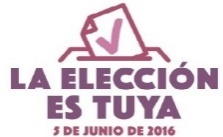 LA ELECCIÓN
ES TUYA
5 DE JUNIO DE 2016